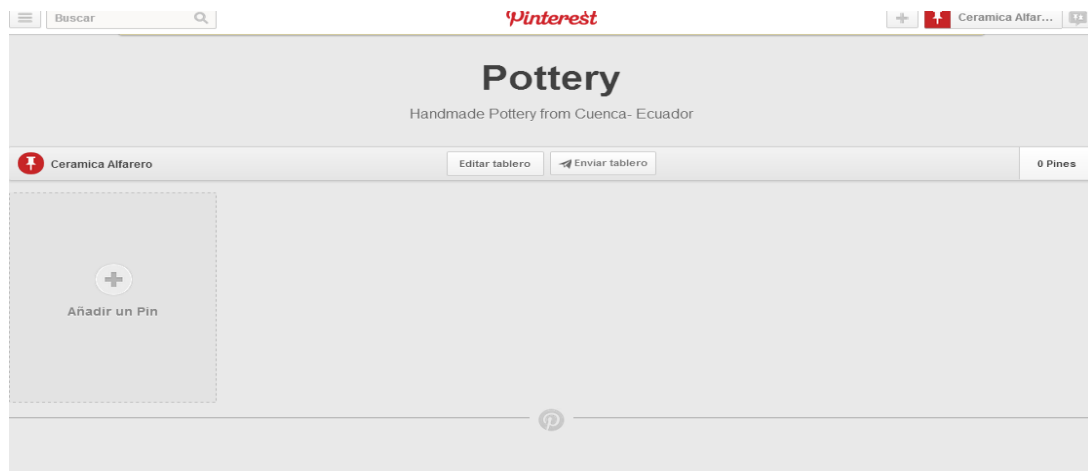 Buscar
Pinterest
Ceramica Alfar...
Pottery
Handmade Pottery from Cuenca- Ecuador
Ceramica Alfarero
Editar tablero
Enviar tablero
0 Pines
Añadir un Pin